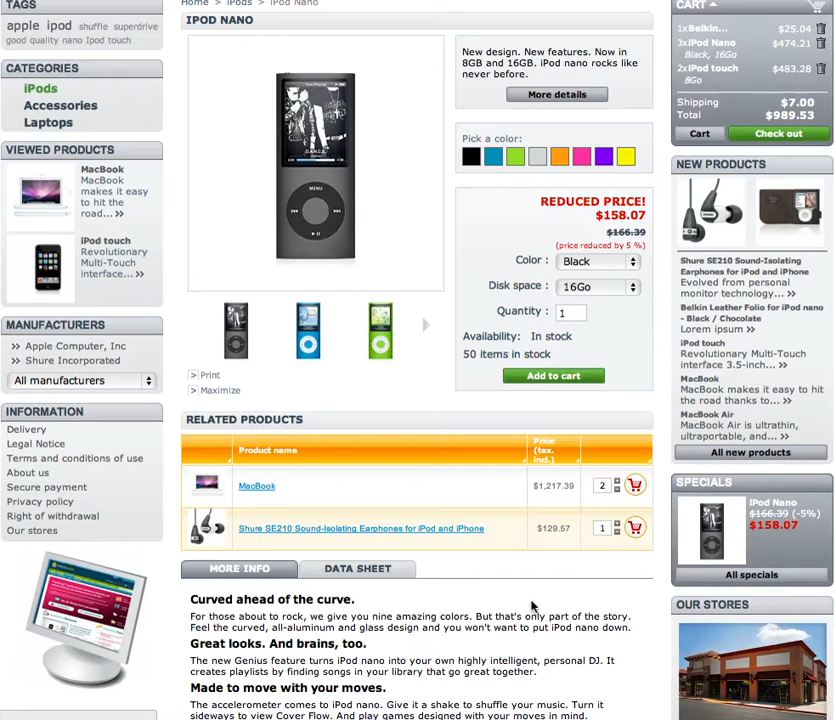 TAGS
apple ipod shuffle superdrive
good quality nano Ipod touch
CATEGORIES
iPods
Accessories
Laptops
VIEWED PRODUCTS
MacBook
MacBook
makes it easy
to hit the
road... >>
iPod touch
Revolutionary
Multi-Touch
interface... >>
MANUFACTURERS
>> Apple Computer, Inc
>> Shure Incorporated
All manufacturers
INFORMATION
Delivery
Legal Notice
Terms and conditions of use
About us
Secure payment
Privacy policy
Right of withdrawal
Our stores
Home > iPods > iPod Nano
IPOD NANO
MENU
New design. New features. Now in
8GB and 16GB. iPod nano rocks like
never before.
More details
Pick a color:
REDUCED PRICE!
$158.07
$166.39
(price reduced by 5 %)
Color : Black
Disk space : 16Go
Quantity : 1
Availability: In stock
50 items in stock
Add to cart
> Print
> Maximize
RELATED PRODUCTS
Product name
Price
(tax.
incl.)
MacBook $1,217.39 2
Shure SE210 Sound-Isolating Earphones for iPod and iPhone $129.57 1
MORE INFO DATA SHEET
Curved ahead of the curve.
For those about to rock, we give you nine amazing colors. But that's only part of the story.
Feel the curved, all-aluminum and glass design and you won't want to put iPod nano down.
Great looks. And brains, too.
The new Genius feature turns iPod nano into your own highly intelligent, personal DJ. It
creates playlists by finding songs in your library that go great together.
Made to move with your moves.
The accelerometer comes to iPod nano. Give it a shake to shuffle your music. Turn it
sideways to view Cover Flow. And play games designed with your moves in mind.
CART
1x Belkin... $25.04
3x iPod Nano $474.21
Black, 16Go
2x iPod touch $483.28
8Go
Shipping $7.00
Total $989.53
Cart Check out
NEW PRODUCTS
Shure SE210 Sound-Isolating
Earphones for iPod and iPhone
Evolved from personal
monitor technology... >>
Belkin Leather Folio for iPod nano
- Black / Chocolate
Lorem ipsum >>
iPod touch
Revolutionary Multi-Touch
interface 3.5-inch... >>
MacBook
MacBook makes it easy to hit
the road thanks to... >>
MacBook Air
MacBook Air is ultrathin,
ultraportable, and... >>
All new products
SPECIALS
iPod Nano
$166.39 (-5%)
$158.07
All specials
OUR STORES